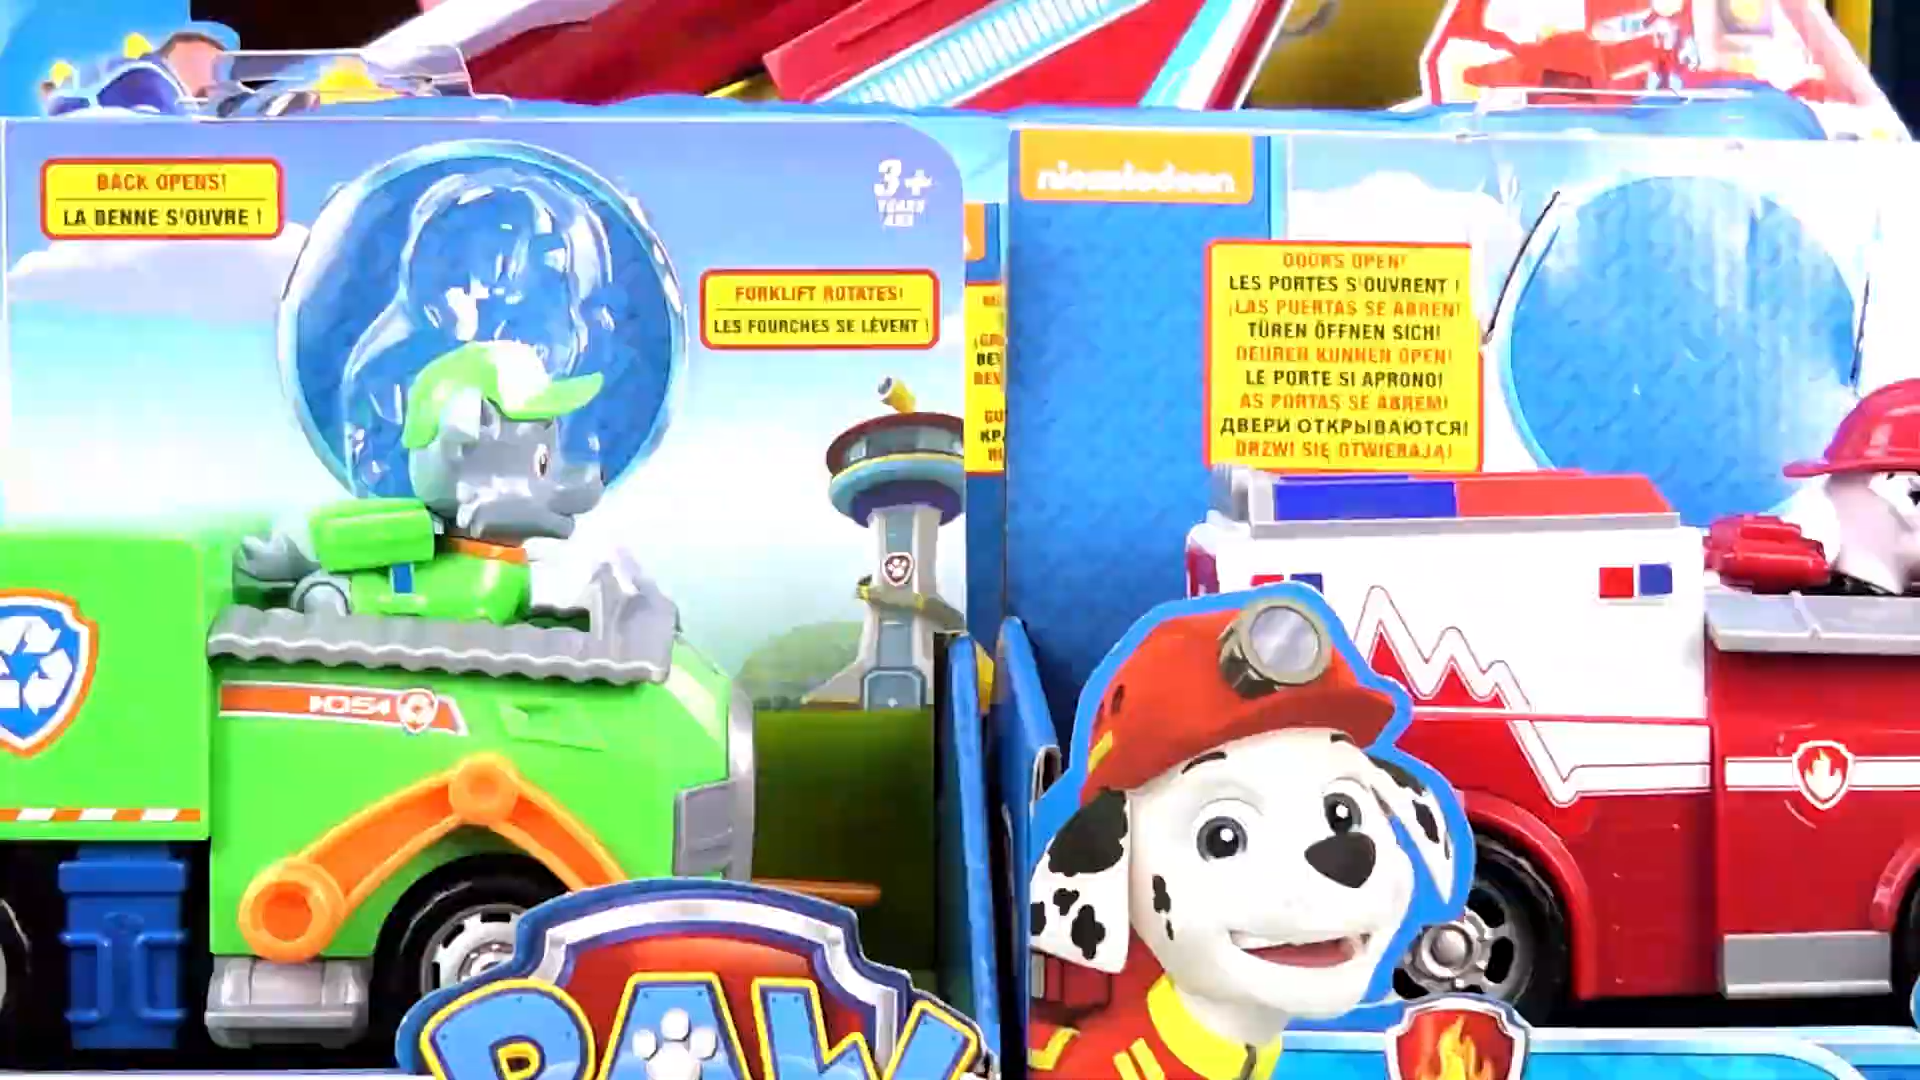 BACK OPENS!
LA BENNE S'OUVRE !
3+
YEARS
ANS
FORKLIFT ROTATES!
LES FOURCHES SE LÈVENT !
nickelodeon
DOORS OPEN!
LES PORTES S'OUVRENT !
¡LAS PUERTAS SE ABREN!
TÜREN ÖFFNEN SICH!
DEUREN KUNNEN OPEN!
LE PORTE SI APRONO!
AS PORTAS SE ABREM!
ДВЕРИ ОТКРЫВАЮТСЯ!
DRZWI SIĘ OTWIERAJĄ!
PAW